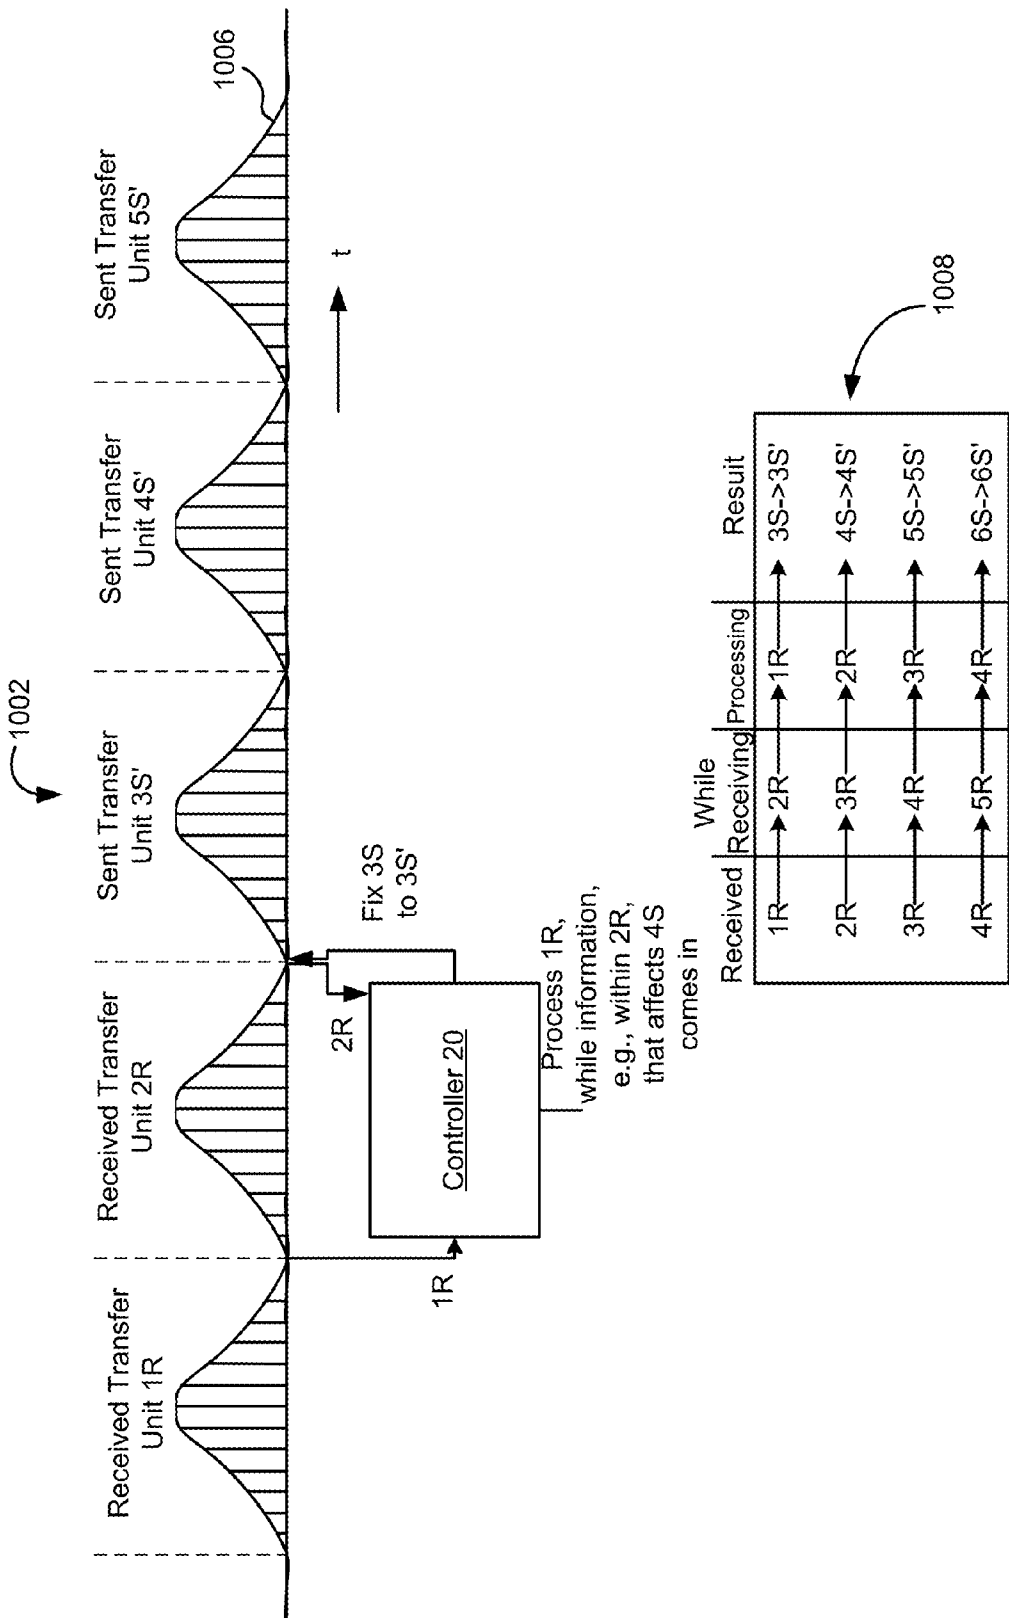 1002
Received Transfer
Unit 1R
Received Transfer
Unit 2R
Sent Transfer
Unit 3S'
Sent Transfer
Unit 4S'
Sent Transfer
Unit 5S'
1006
t
1R
2R
Controller 20
Fix 3S
to 3S'
Process 1R,
while information,
e.g., within 2R,
that affects 4S
comes in
1008
While
Received Receiving Processing Resuit
1R 2R 1R 3S->3S'
2R 3R 2R 4S->4S'
3R 4R 3R 5S->5S'
4R 5R 4R 6S->6S'